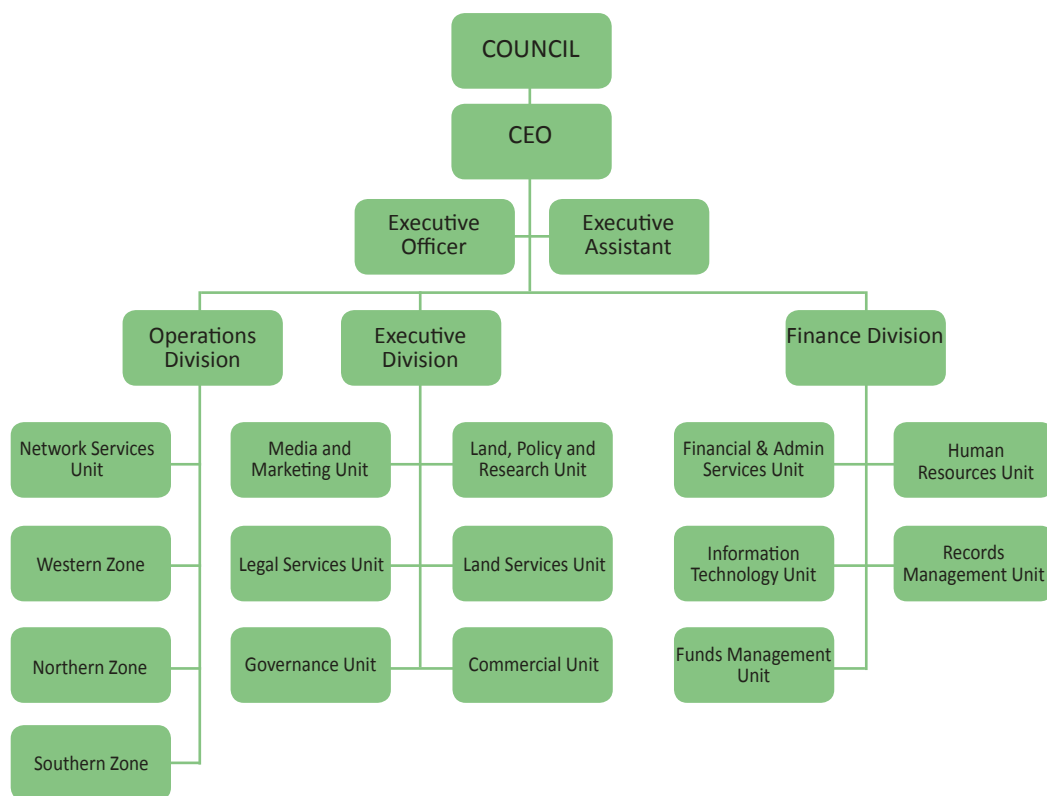 COUNCIL
CEO
Executive
Officer
Executive
Assistant
Operations
Division
Executive
Division
Finance Division
Network Services
Unit
Media and
Marketing Unit
Land, Policy and
Research Unit
Financial & Admin
Services Unit
Human
Resources Unit
Western Zone
Legal Services Unit
Land Services Unit
Information
Technology Unit
Records
Management Unit
Northern Zone
Governance Unit
Commercial Unit
Funds Management
Unit
Southern Zone